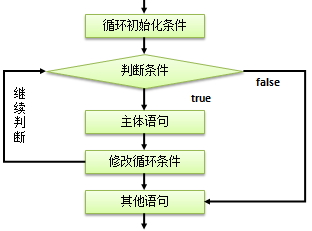 循环初始化条件
判断条件
false
true
继续判断
主体语句
修改循环条件
其他语句